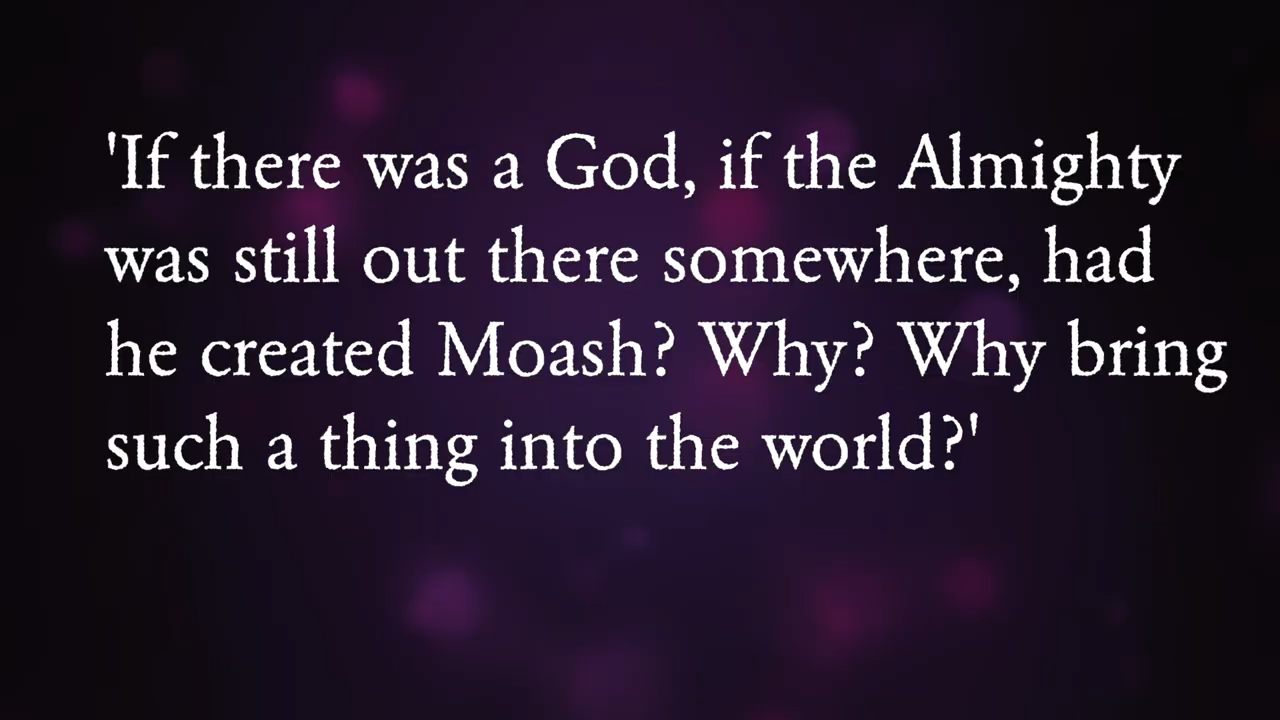 'If there was a God, if the Almighty
was still out there somewhere, had
he created Moash? Why? Why bring
such a thing into the world?'